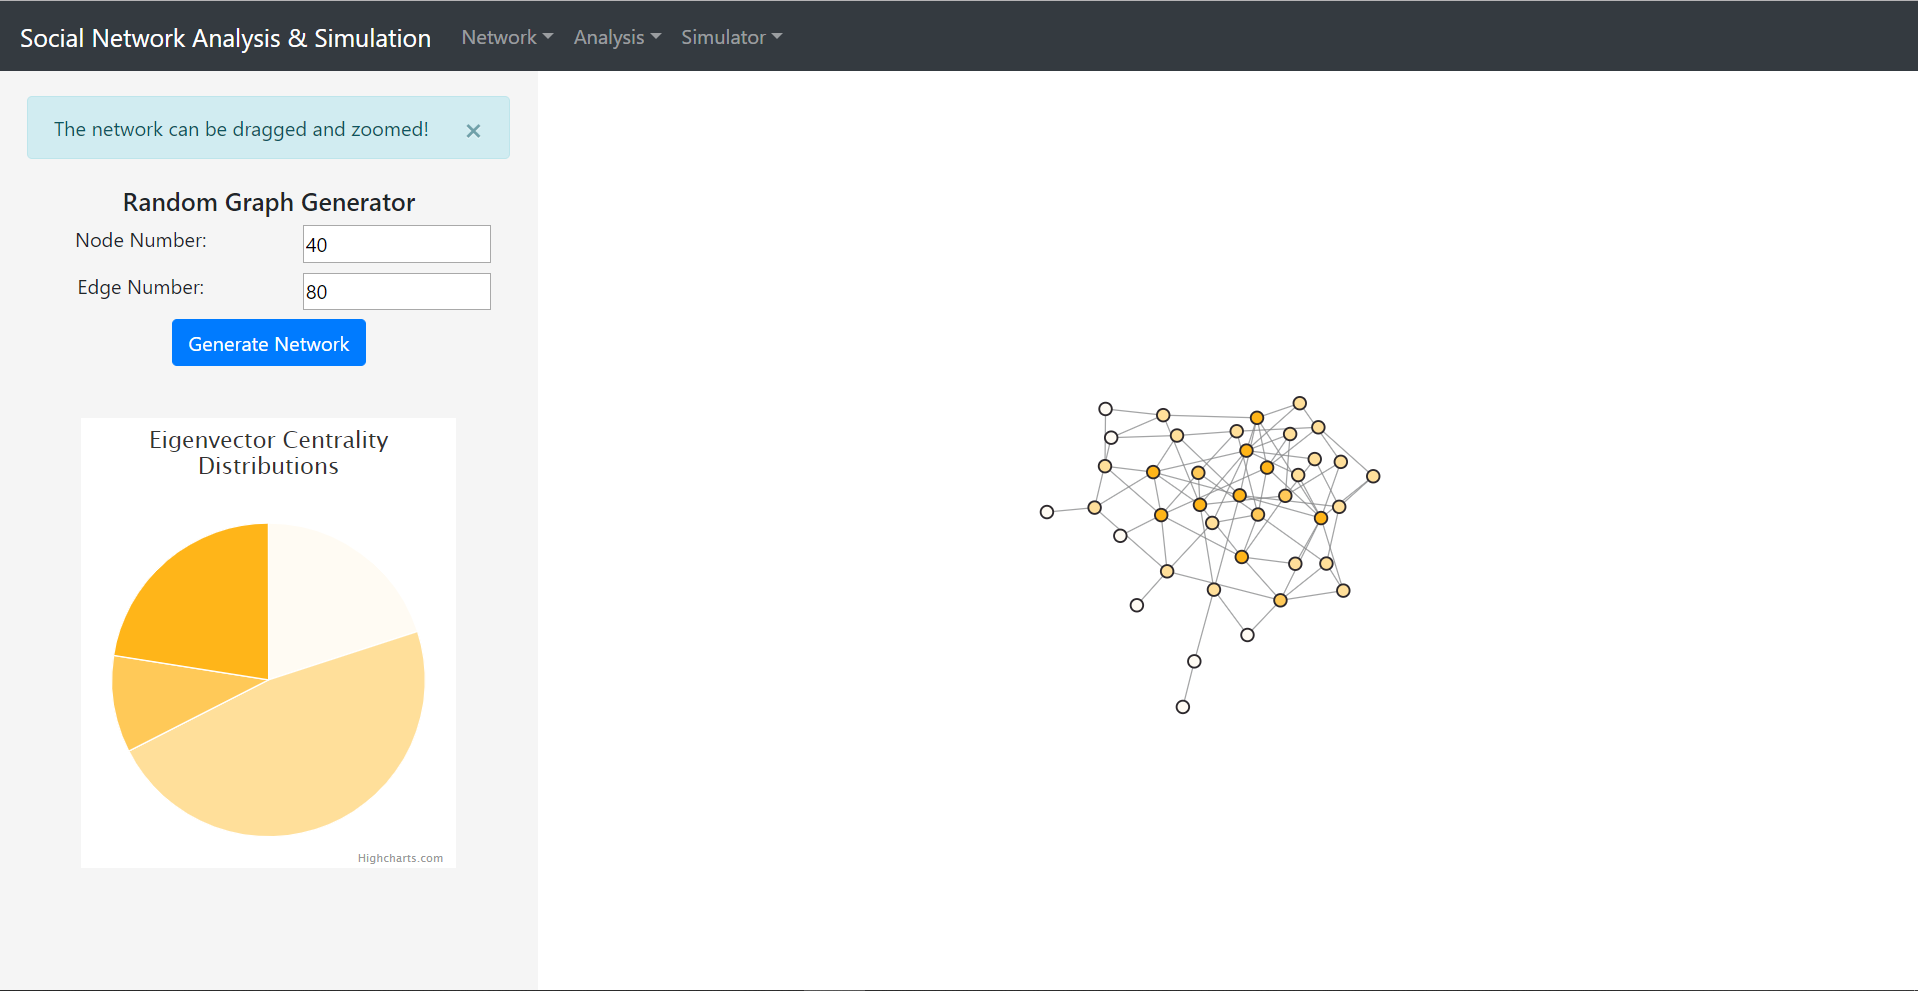 Social Network Analysis & Simulation Network Analysis Simulator
The network can be dragged and zoomed! ×
Random Graph Generator
Node Number: 40
Edge Number: 80
Generate Network
Eigenvector Centrality
Distributions
Highcharts.com